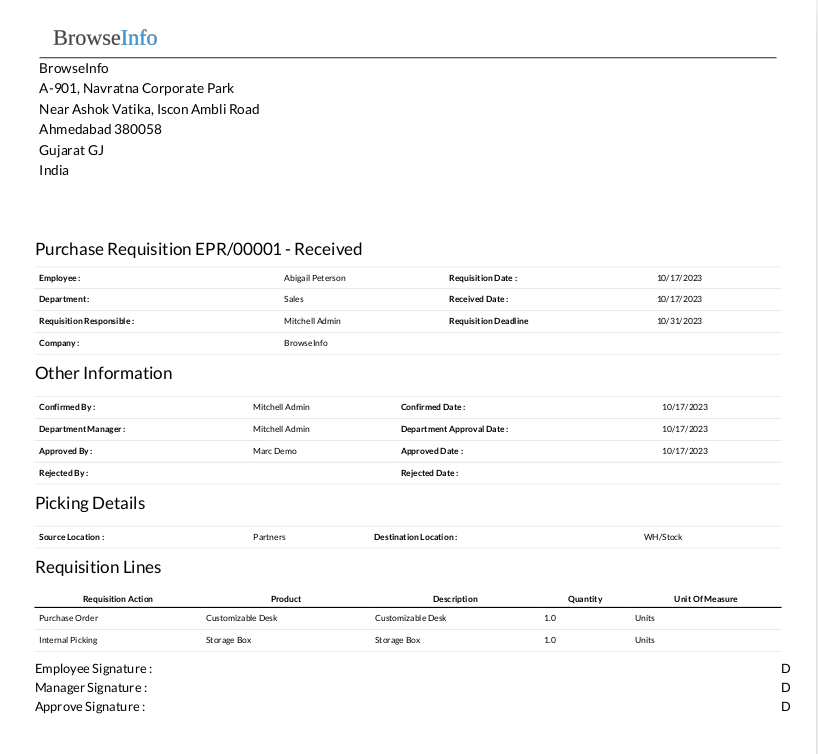 BrowseInfo
BrowseInfo
A-901, Navratna Corporate Park
Near Ashok Vatika, Iscon Ambli Road
Ahmedabad 380058
Gujarat GJ
India
Purchase Requisition EPR/00001 - Received
Employee : Abigail Peterson Requisition Date : 10/17/2023
Department : Sales Received Date : 10/17/2023
Requisition Responsible : Mitchell Admin Requisition Deadline 10/31/2023
Company : BrowseInfo
Other Information
Confirmed By : Mitchell Admin Confirmed Date : 10/17/2023
Department Manager : Mitchell Admin Department Approval Date : 10/17/2023
Approved By : Marc Demo Approved Date : 10/17/2023
Rejected By : Rejected Date :
Picking Details
Source Location : Partners Destination Location : WH/Stock
Requisition Lines
Requisition Action Product Description Quantity Unit Of Measure
Purchase Order Customizable Desk Customizable Desk 1.0 Units
Internal Picking Storage Box Storage Box 1.0 Units
Employee Signature : D
Manager Signature : D
Approve Signature : D